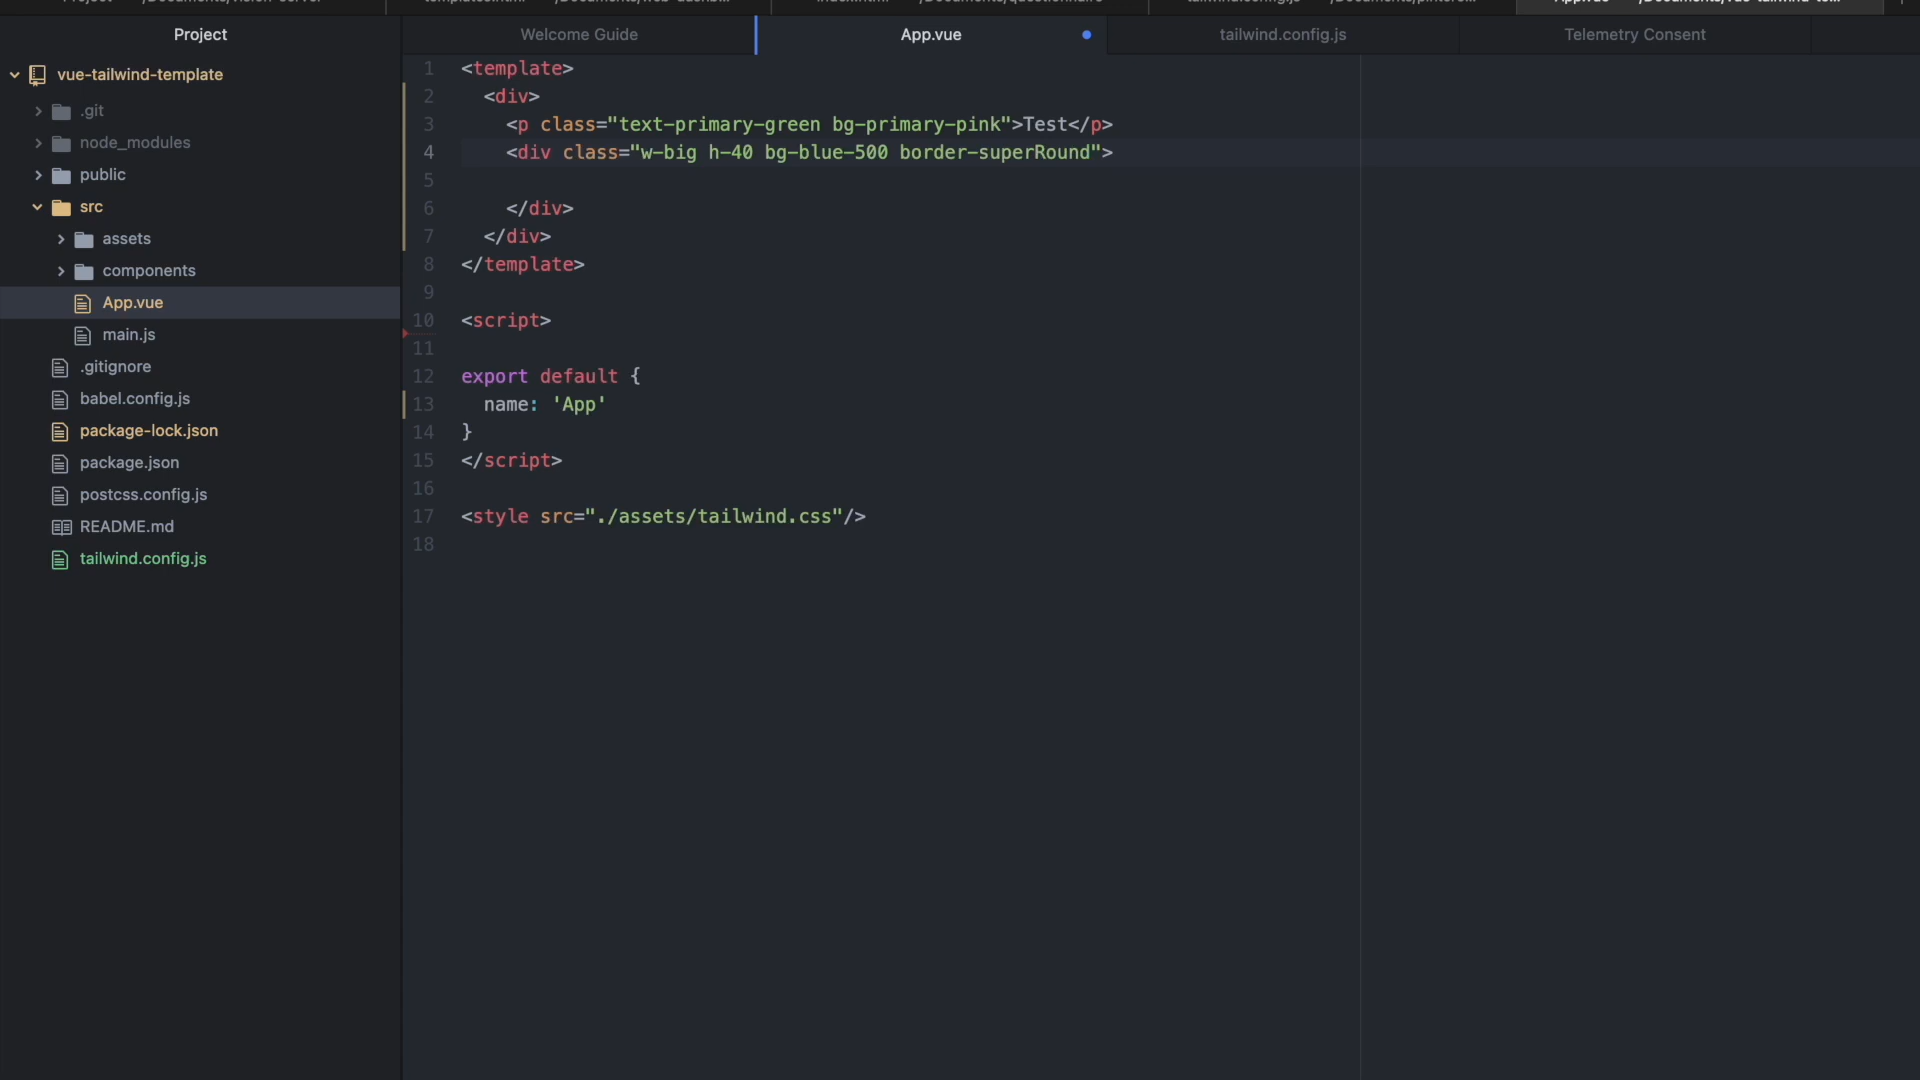 Project
vue-tailwind-template
.git
node_modules
public
src
assets
components
App.vue
main.js
.gitignore
babel.config.js
package-lock.json
package.json
postcss.config.js
README.md
tailwind.config.js
Welcome Guide
App.vue
tailwind.config.js
Telemetry Consent
1 <template>
2 <div>
3 <p class="text-primary-green bg-primary-pink">Test</p>
4 <div class="w-big h-40 bg-blue-500 border-superRound">
5
6 </div>
7 </div>
8 </template>
9
10 <script>
11
12 export default {
13 name: 'App'
14 }
15 </script>
16
17 <style src="./assets/tailwind.css"/>
18